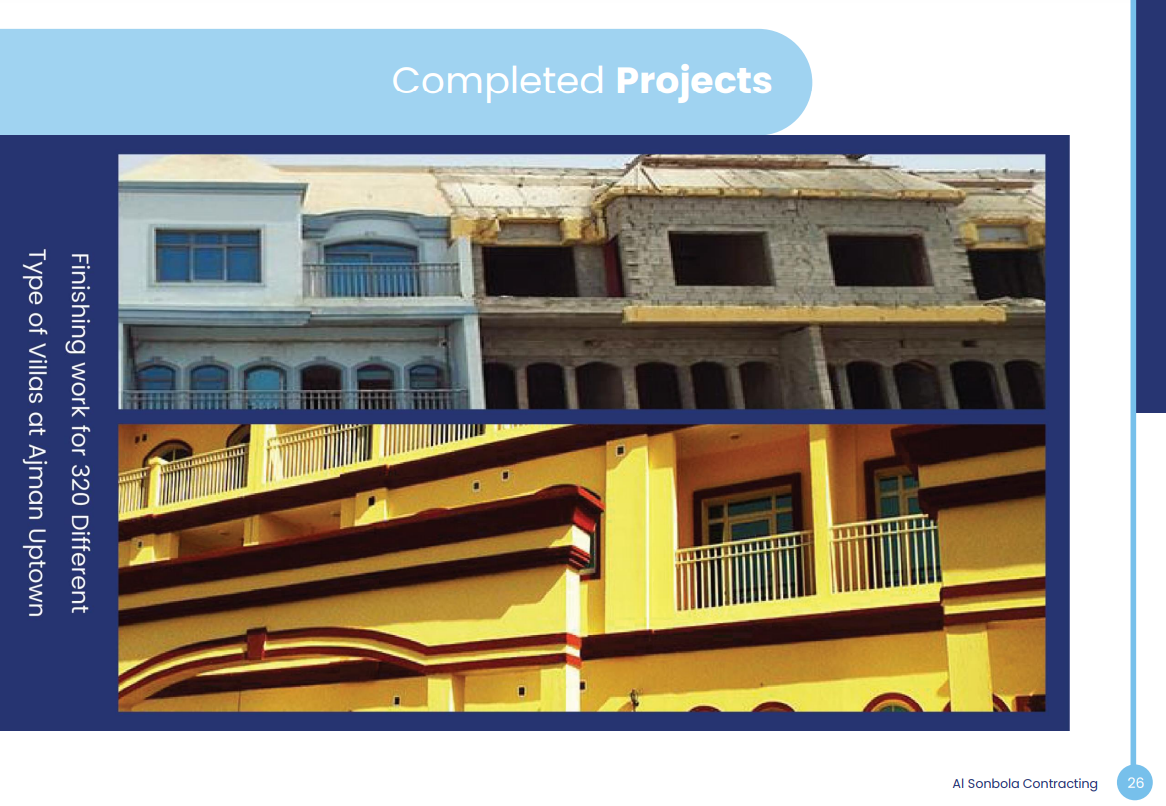 Completed Projects
Finishing work for 320 Different
Type of Villas at Ajman Uptown
Al Sonbola Contracting
26